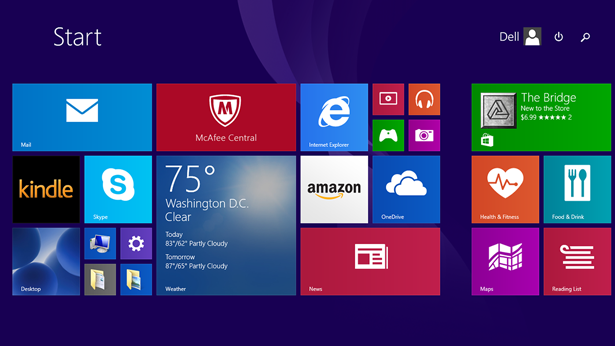 Start
Dell
Mail
McAfee Central
Internet Explorer
The Bridge
New to the Store
$6.99 ★★★★★ 2
kindle
Skype
75°
Washington D.C.
Clear
Today
83°/62° Partly Cloudy
Tomorrow
87°/65° Partly Cloudy
Weather
amazon
OneDrive
Health & Fitness
Food & Drink
Desktop
News
Maps
Reading List